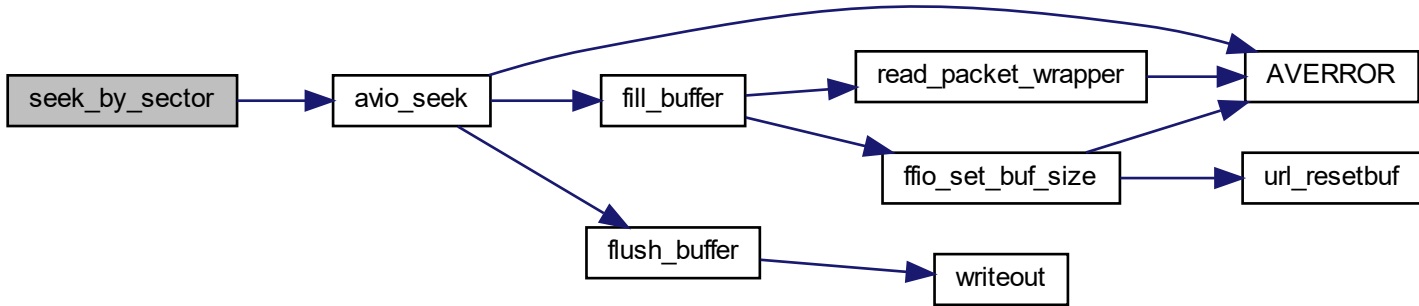 seek_by_sector
avio_seek
fill_buffer
read_packet_wrapper
AVERROR
ffio_set_buf_size
url_resetbuf
flush_buffer
writeout